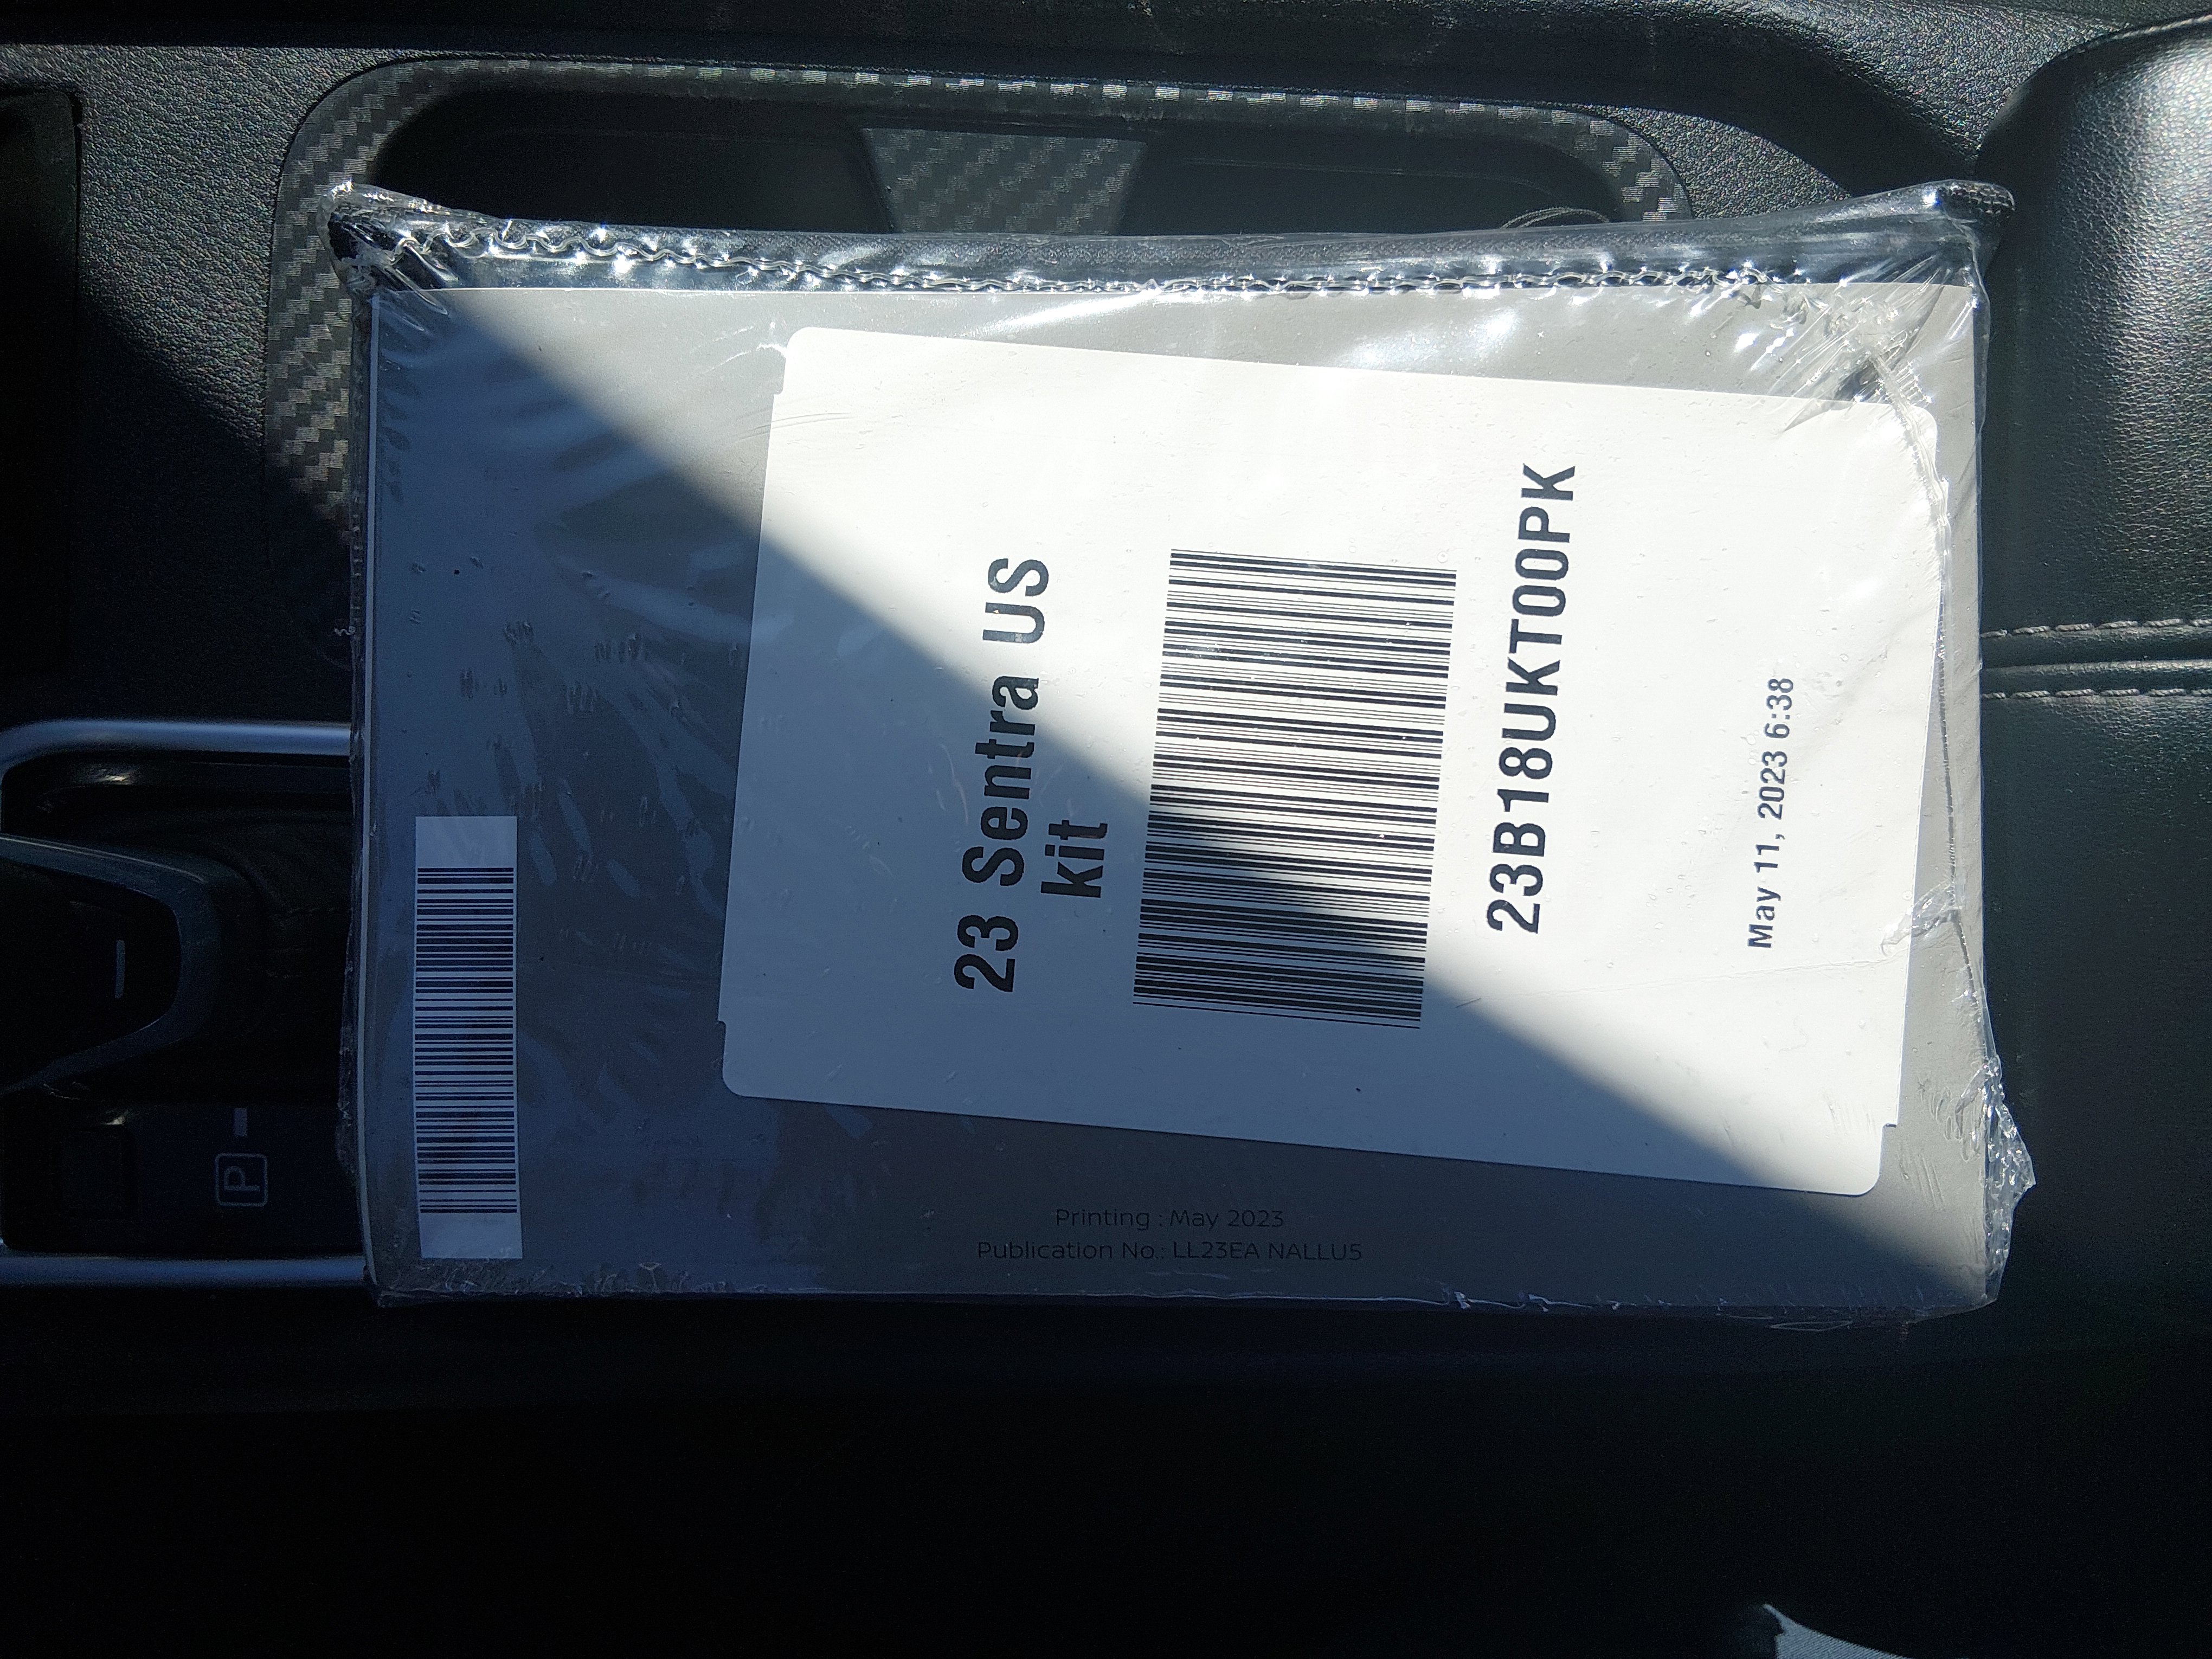 23 Sentra US
kit
23B18UKT00PK
May 11, 2023 6:38
Printing : May 2023
Publication No.: LL23EA NALLU5
P